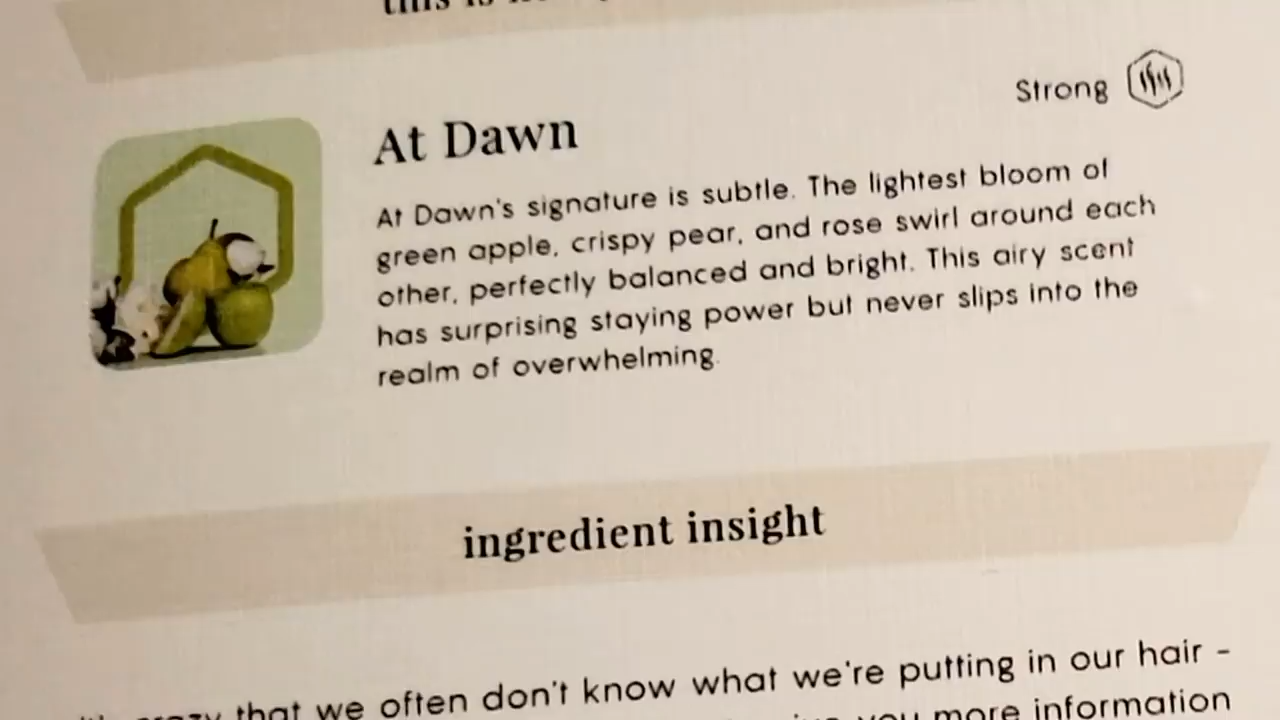 this is
Strong
At Dawn
At Dawn's signature is subtle. The lightest bloom of
green apple, crispy pear, and rose swirl around each
other, perfectly balanced and bright. This airy scent
has surprising staying power but never slips into the
realm of overwhelming.
ingredient insight
crazy that we often don't know what we're putting in our hair -
you more information